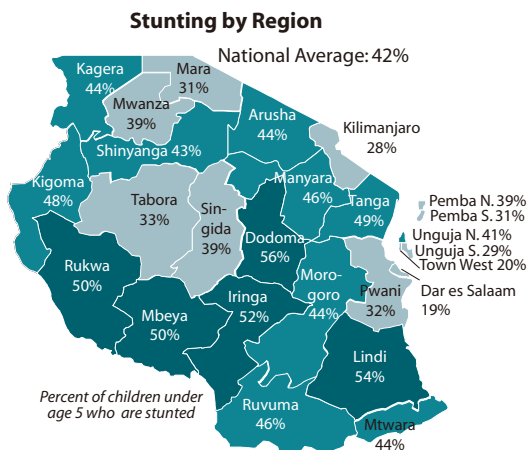 Stunting by Region
National Average: 42%
Kagera
44%
Mara
31%
Mwanza
39%
Arusha
44%
Kilimanjaro
28%
Shinyanga 43%
Kigoma
48%
Tabora
33%
Sin-
gida
39%
Manyara
46%
Tanga
49%
Pemba N. 39%
Pemba S. 31%
Unguja N. 41%
Unguja S. 29%
Town West 20%
Dodoma
56%
Rukwa
50%
Mbeya
50%
Iringa
52%
Moro-
goro
44%
Pwani
32%
Dar es Salaam
19%
Lindi
54%
Percent of children under
age 5 who are stunted
Ruvuma
46%
Mtwara
44%